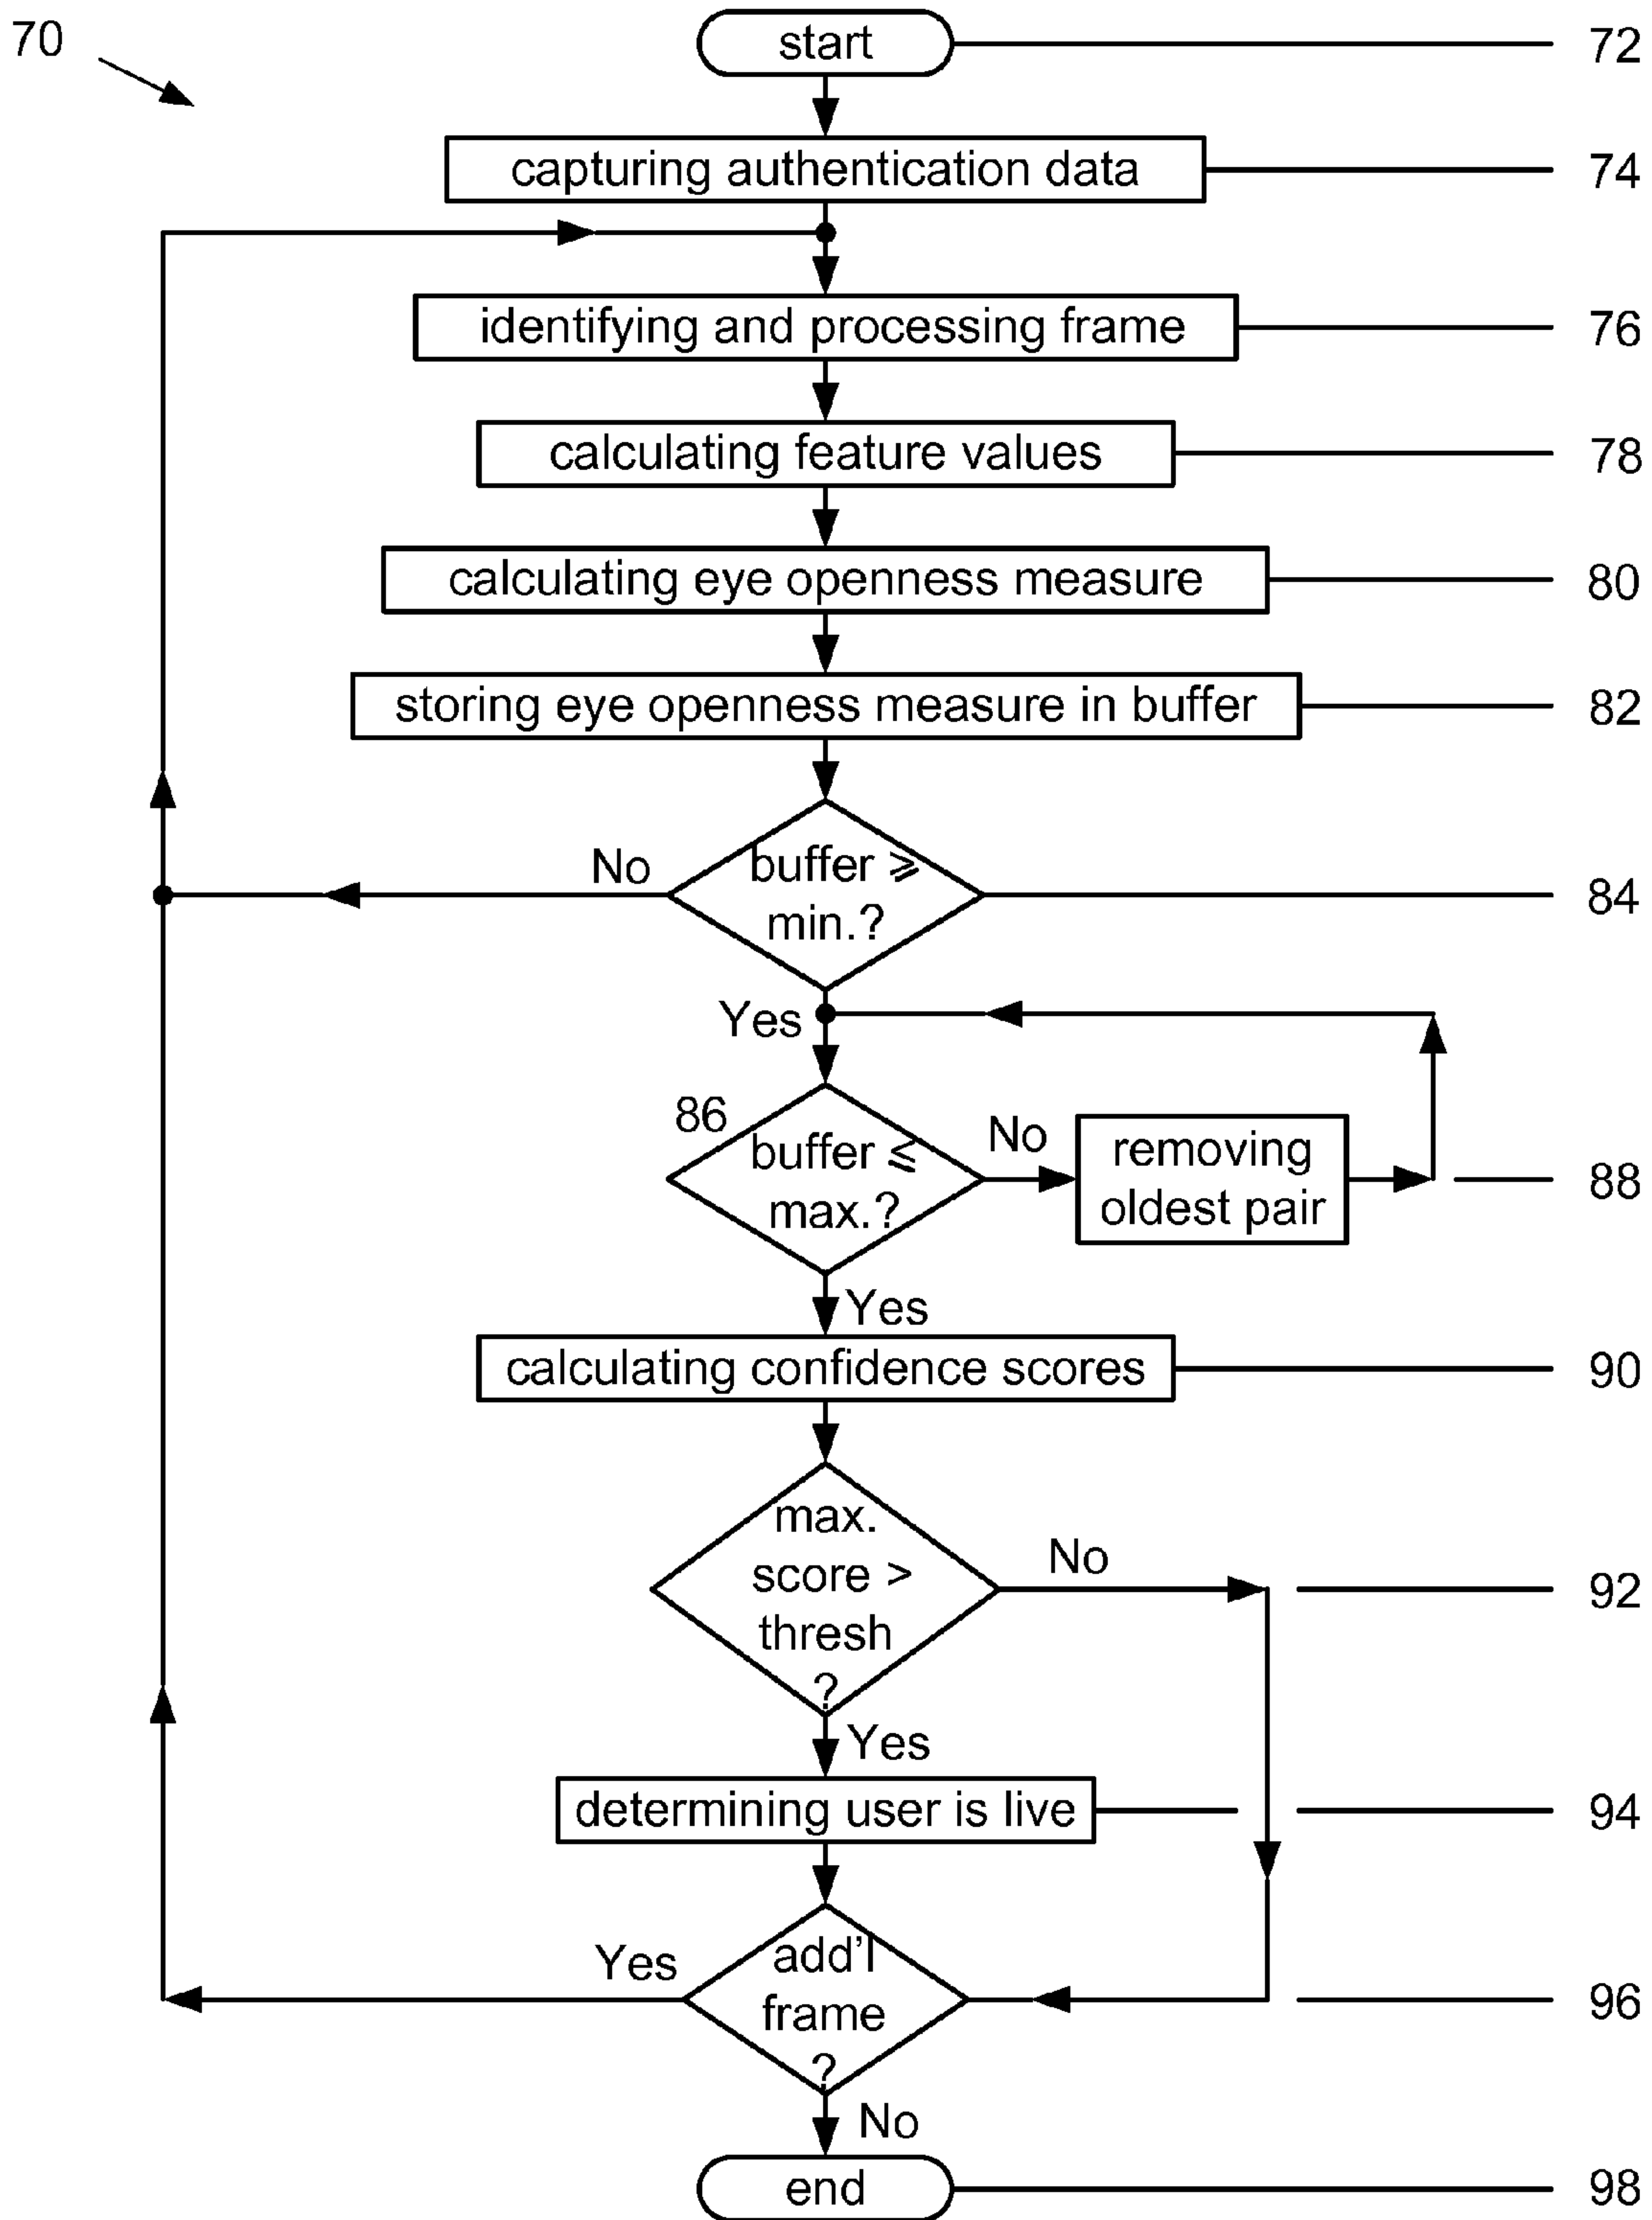 70
start
72
capturing authentication data
74
identifying and processing frame
76
calculating feature values
78
calculating eye openness measure
80
storing eye openness measure in buffer
82
No
buffer ⩾
min.?
84
Yes
86
buffer ⩽
max.?
No
removing
oldest pair
88
Yes
calculating confidence scores
90
max.
score >
thresh
?
No
92
Yes
determining user is live
94
Yes
add'l
frame
?
96
No
end
98